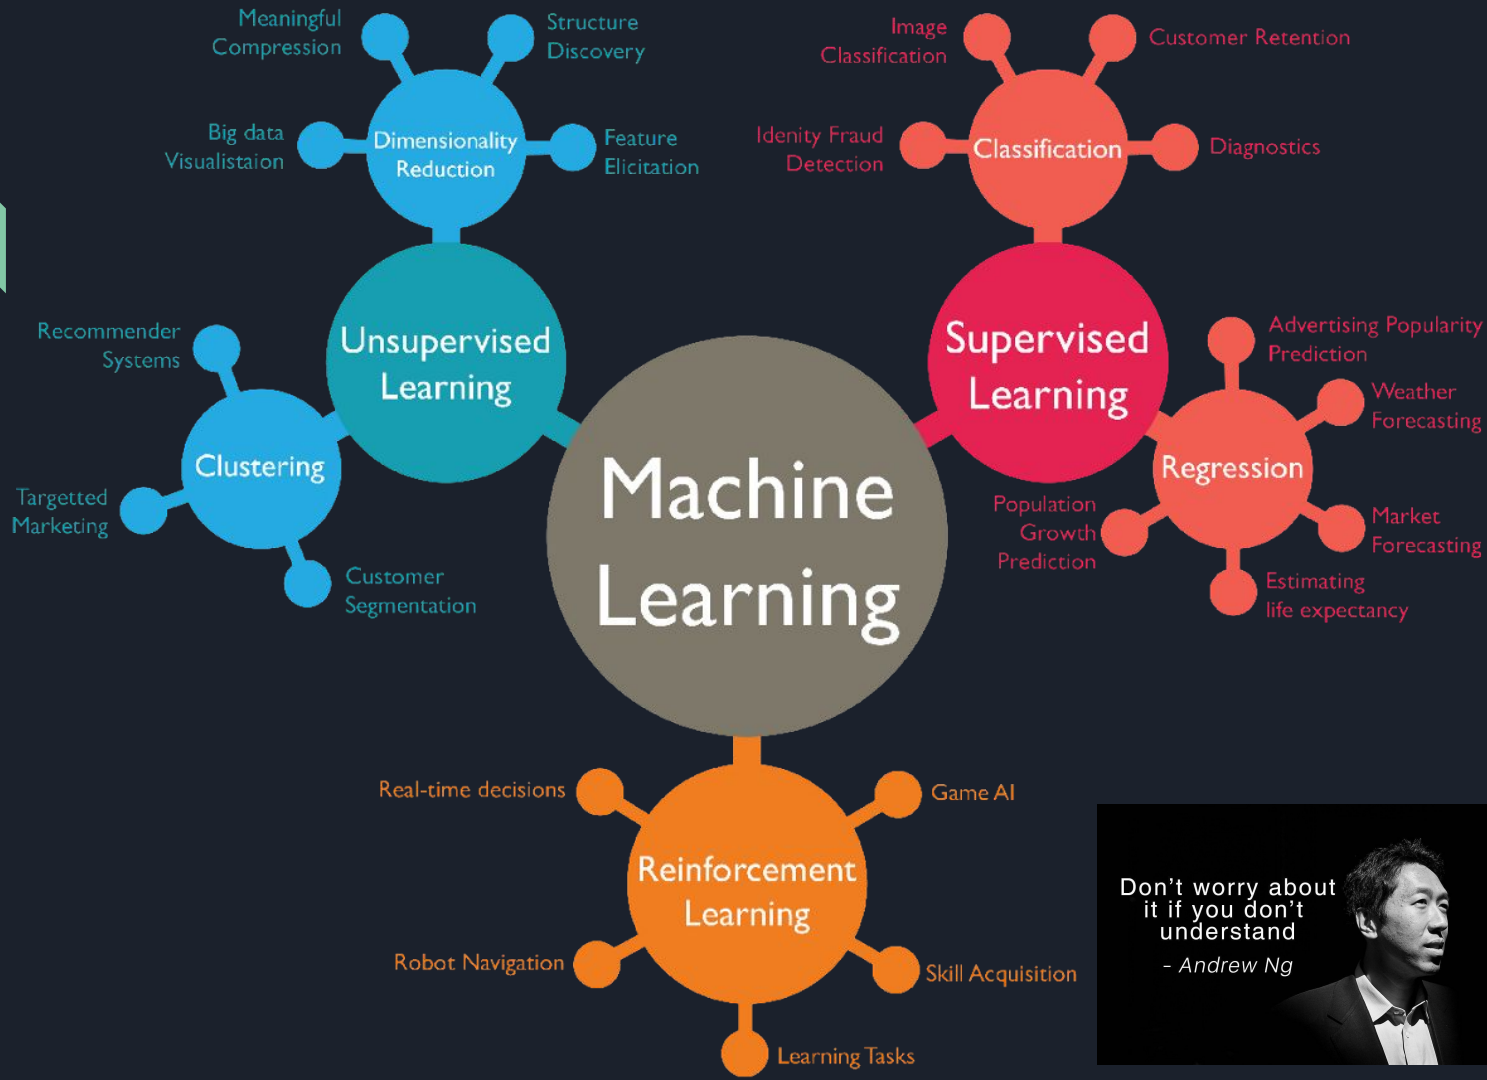 Meaningful
Compression
Structure
Discovery
Big data
Visualistaion
Dimensionality
Reduction
Feature
Elicitation
Image
Classification
Customer Retention
Idenity Fraud
Detection
Classification
Diagnostics
Recommender
Systems
Unsupervised
Learning
Clustering
Targetted
Marketing
Customer
Segmentation
Supervised
Learning
Advertising Popularity
Prediction
Weather
Forecasting
Regression
Population
Growth
Prediction
Market
Forecasting
Estimating
life expectancy
Machine
Learning
Real-time decisions
Game AI
Reinforcement
Learning
Robot Navigation
Skill Acquisition
Learning Tasks
Don't worry about
it if you don't
understand
- Andrew Ng